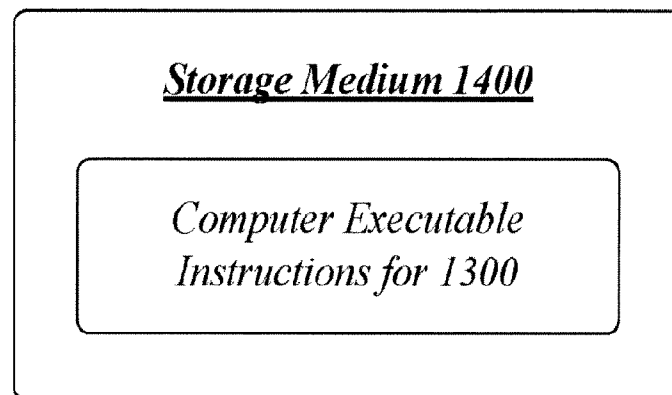 Storage Medium 1400
Computer Executable
Instructions for 1300